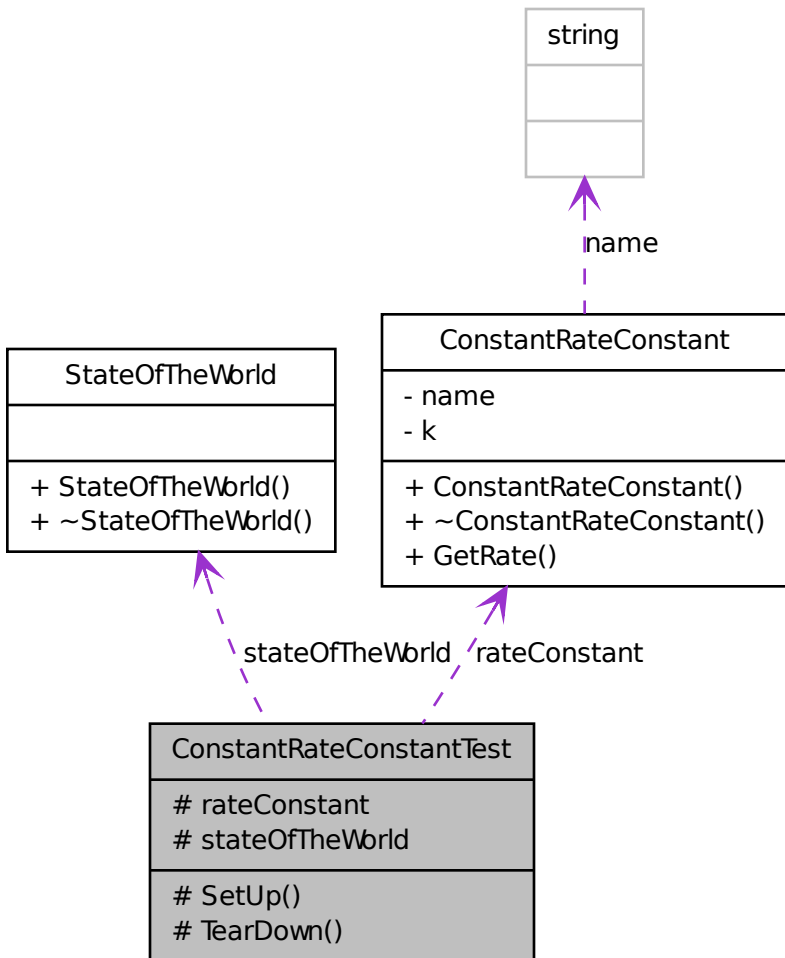 string
name
ConstantRateConstant
- name
- k
+ ConstantRateConstant()
+ ~ConstantRateConstant()
+ GetRate()
StateOfTheWorld
+ StateOfTheWorld()
+ ~StateOfTheWorld()
stateOfTheWorld
rateConstant
ConstantRateConstantTest
# rateConstant
# stateOfTheWorld
# SetUp()
# TearDown()